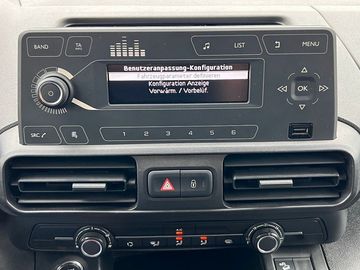 BAND
TA
INFO
LIST
MENU
Benutzeranpassung-Konfiguration
Fahrzeugparameter definieren
Konfiguration Anzeige
Vorwärm. / Vorbelüf.
OK
SRC
1 2 3 4 5 6